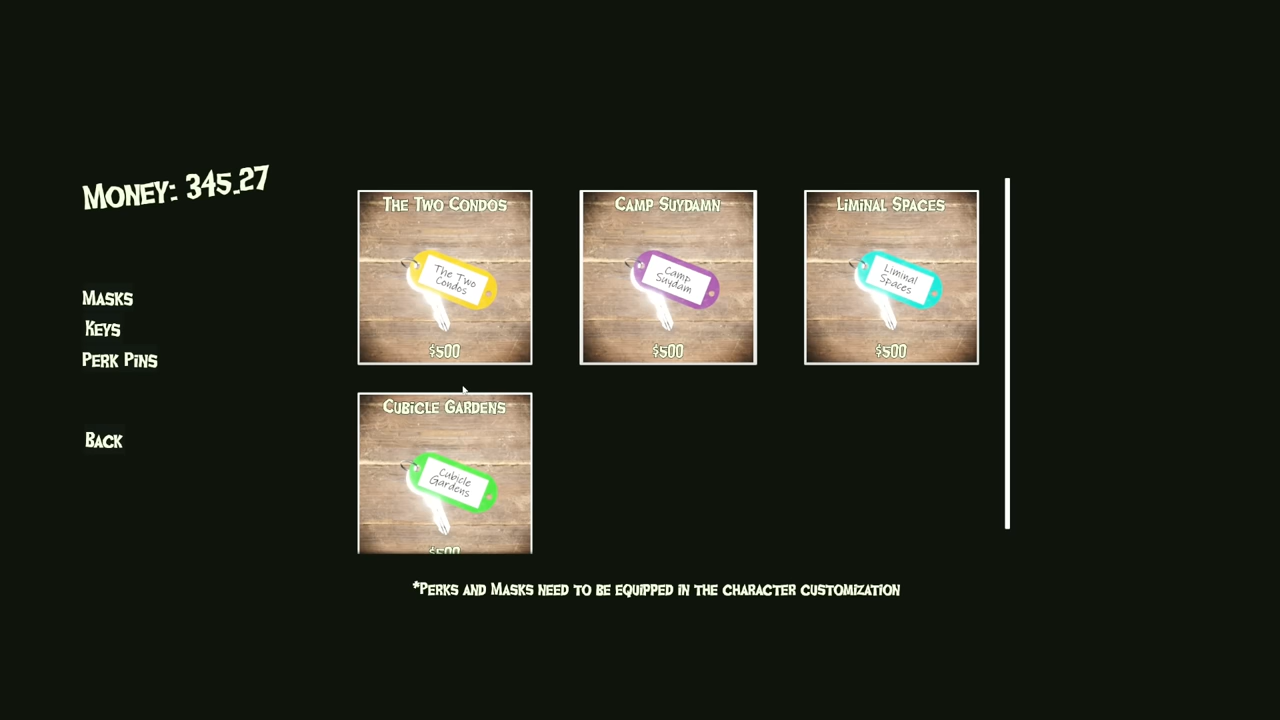 Money: 345.27
Masks
Keys
Perk Pins
Back
The Two Condos
The Two
Condos
$500
Camp Suydamn
Camp
Suydam
$500
Liminal Spaces
Liminal
Spaces
$500
Cubicle Gardens
Cubicle
Gardens
$500
*Perks and Masks need to be equipped in the character customization